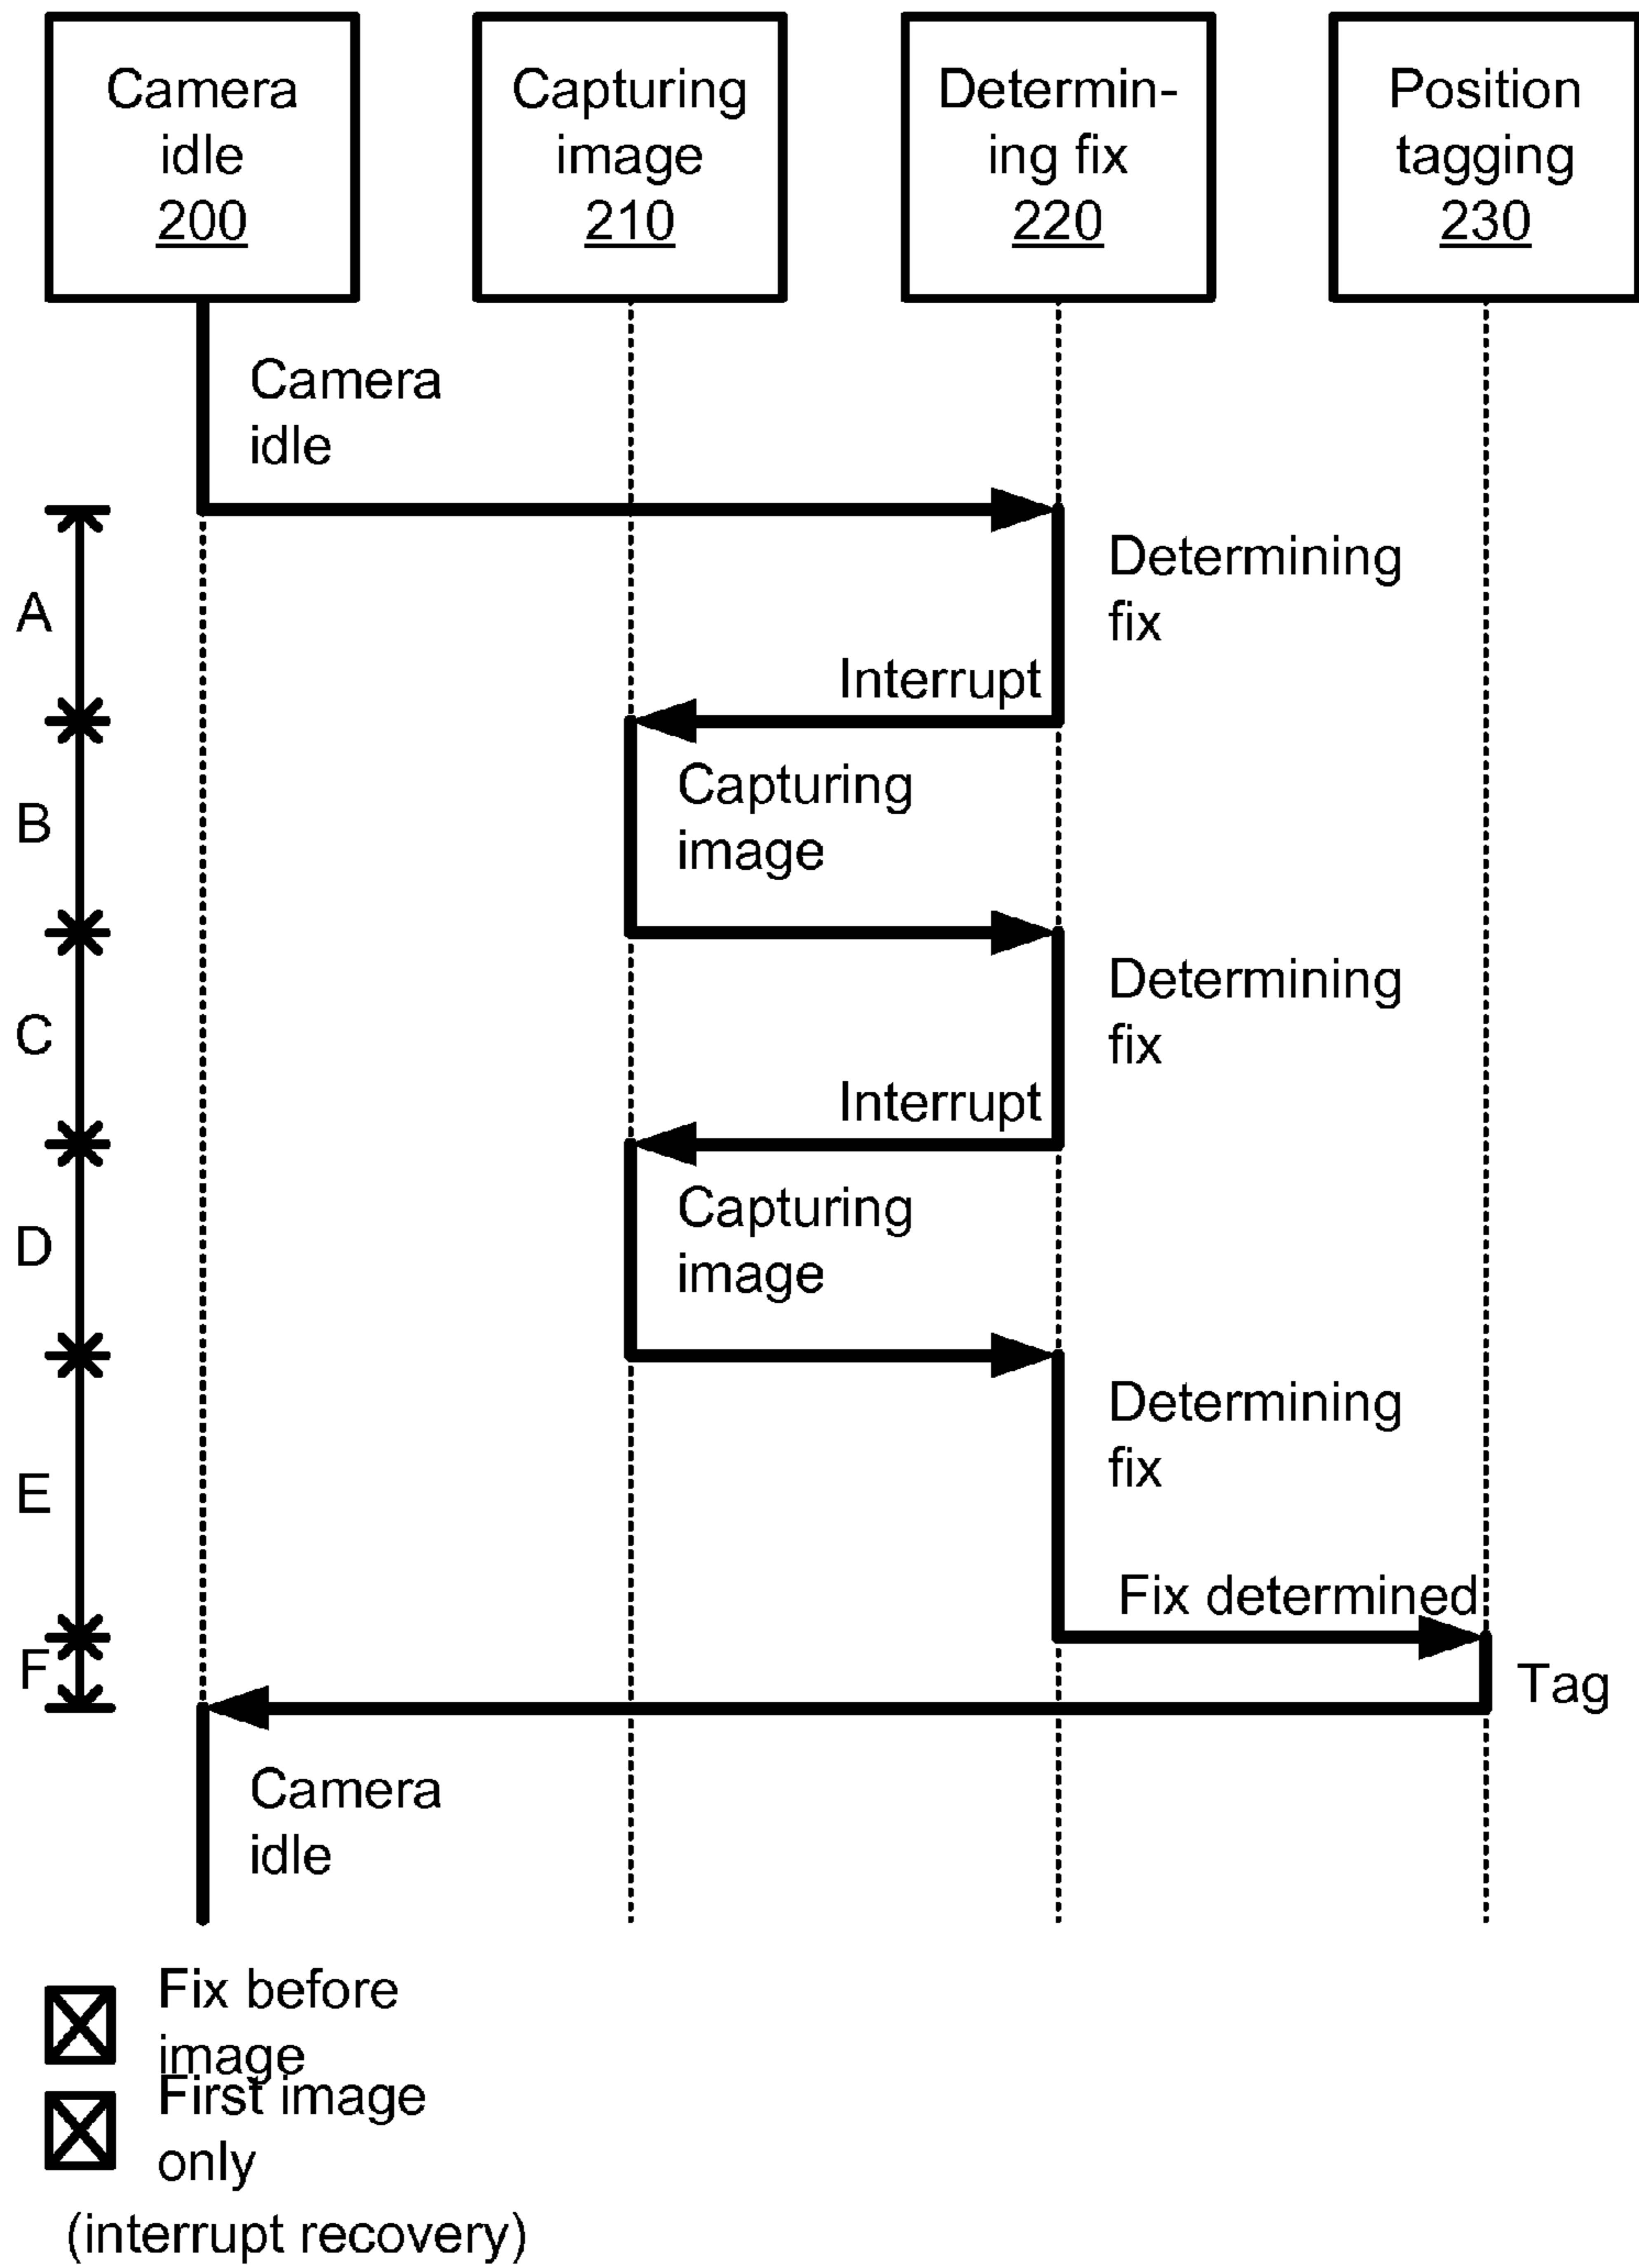 Camera
idle
200
Capturing
image
210
Determin-
ing fix
220
Position
tagging
230
Camera
idle
A
Determining
fix
Interrupt
B
Capturing
image
C
Determining
fix
Interrupt
D
Capturing
image
E
Determining
fix
Fix determined
F
Tag
Camera
idle
Fix before
image
First image
only
(interrupt recovery)